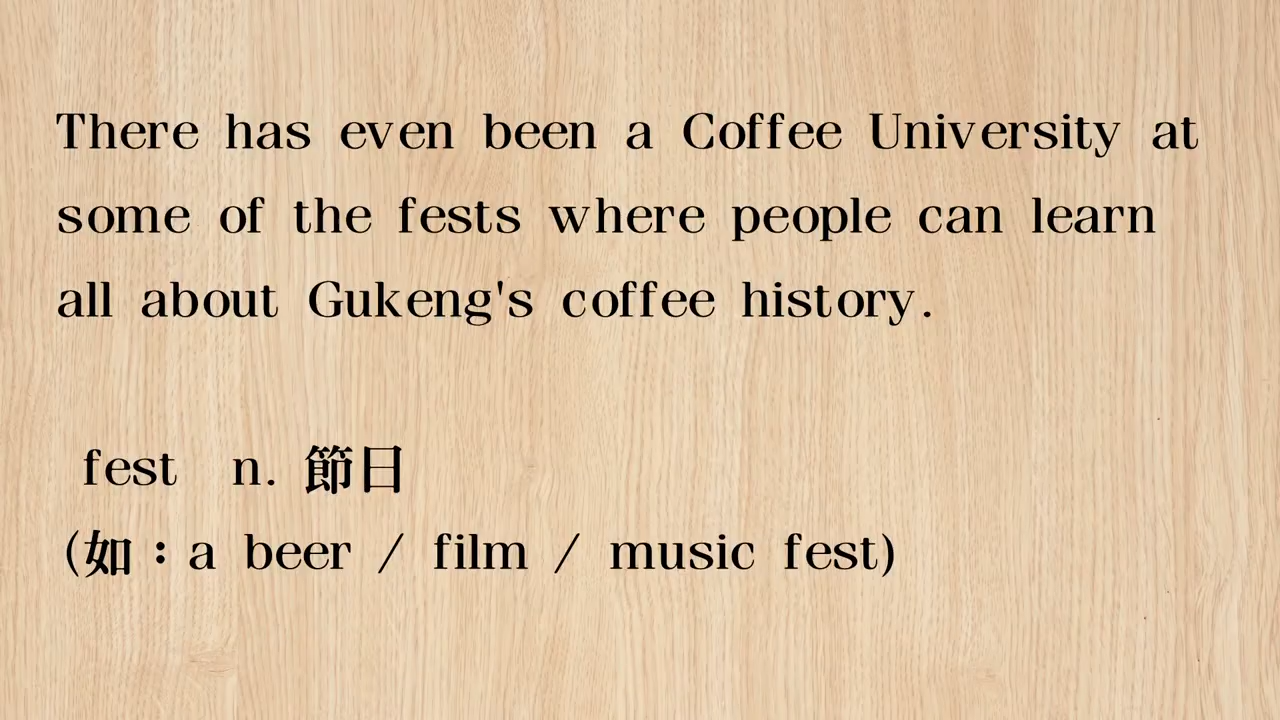 There has even been a Coffee University at
some of the fests where people can learn
all about Gukeng's coffee history.
fest n. 節日
(如：a beer / film / music fest)